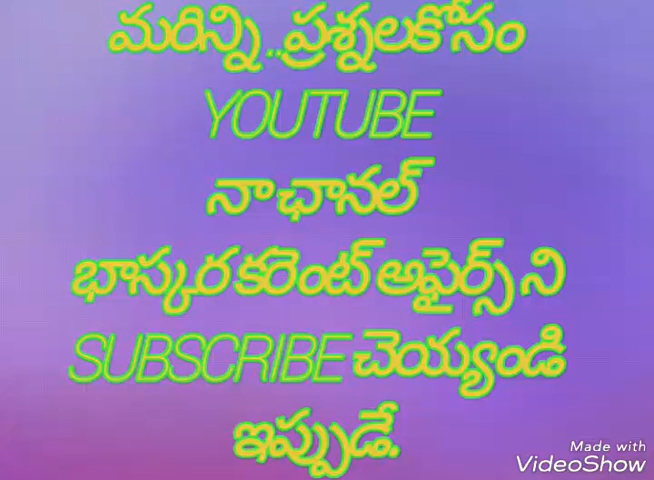 మరిన్ని..ప్రశ్నలకోసం
YOUTUBE
నా ఛానల్
భాస్కర కరెంట్ అఫైర్స్ ని
SUBSCRIBE చెయ్యండి
ఇప్పుడే.
Made with
VideoShow